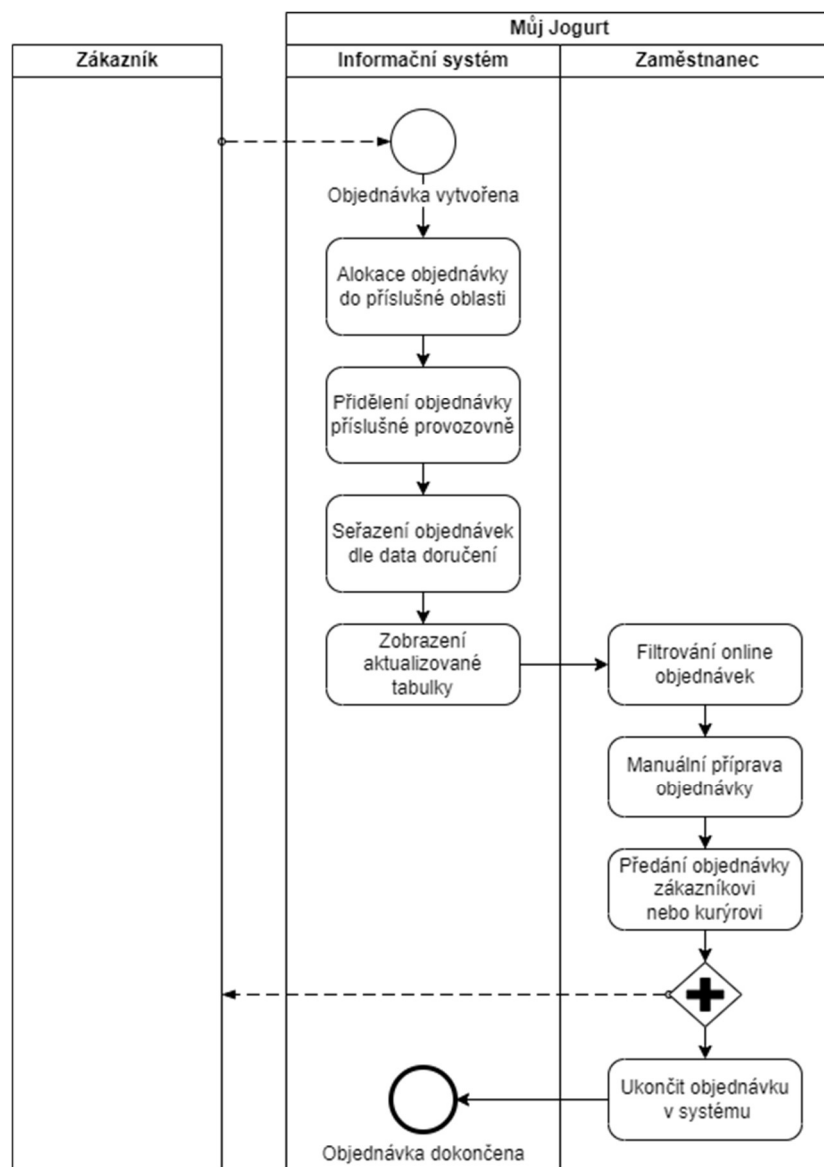 Můj Jogurt
Zákazník
Informační systém
Zaměstnanec
Objednávka vytvořena
Alokace objednávky
do příslušné oblasti
Přidělení objednávky
příslušné provozovně
Seřazení objednávek
dle data doručení
Zobrazení
aktualizované
tabulky
Filtrování online
objednávek
Manuální příprava
objednávky
Předání objednávky
zákazníkovi
nebo kurýrovi
Ukončit objednávku
v systému
Objednávka dokončena